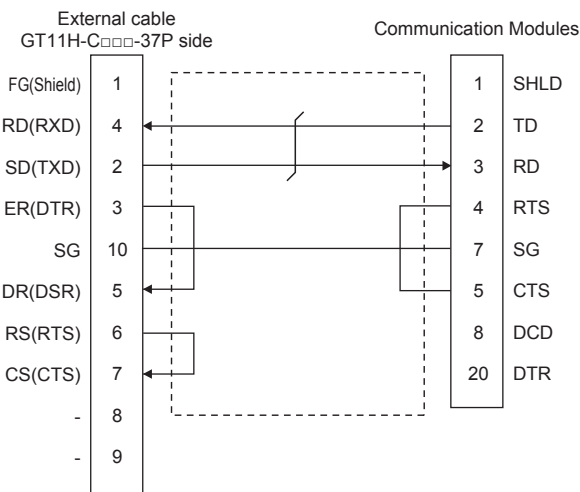 External cable
GT11H-C□□□-37P side
Communication Modules
FG(Shield) 1 1 SHLD
RD(RXD) 4 2 TD
SD(TXD) 2 3 RD
ER(DTR) 3 4 RTS
SG 10 7 SG
DR(DSR) 5 5 CTS
RS(RTS) 6 8 DCD
CS(CTS) 7 20 DTR
- 8
- 9